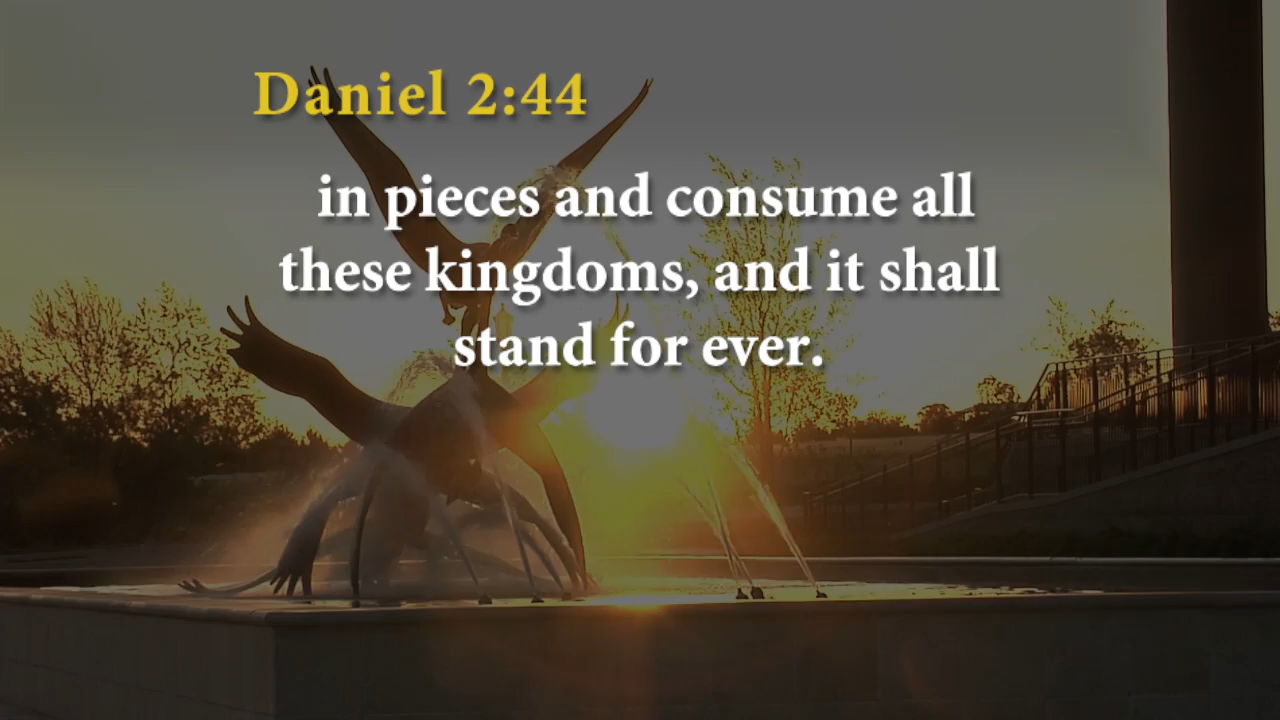 Daniel 2:44
in pieces and consume all
these kingdoms, and it shall
stand for ever.